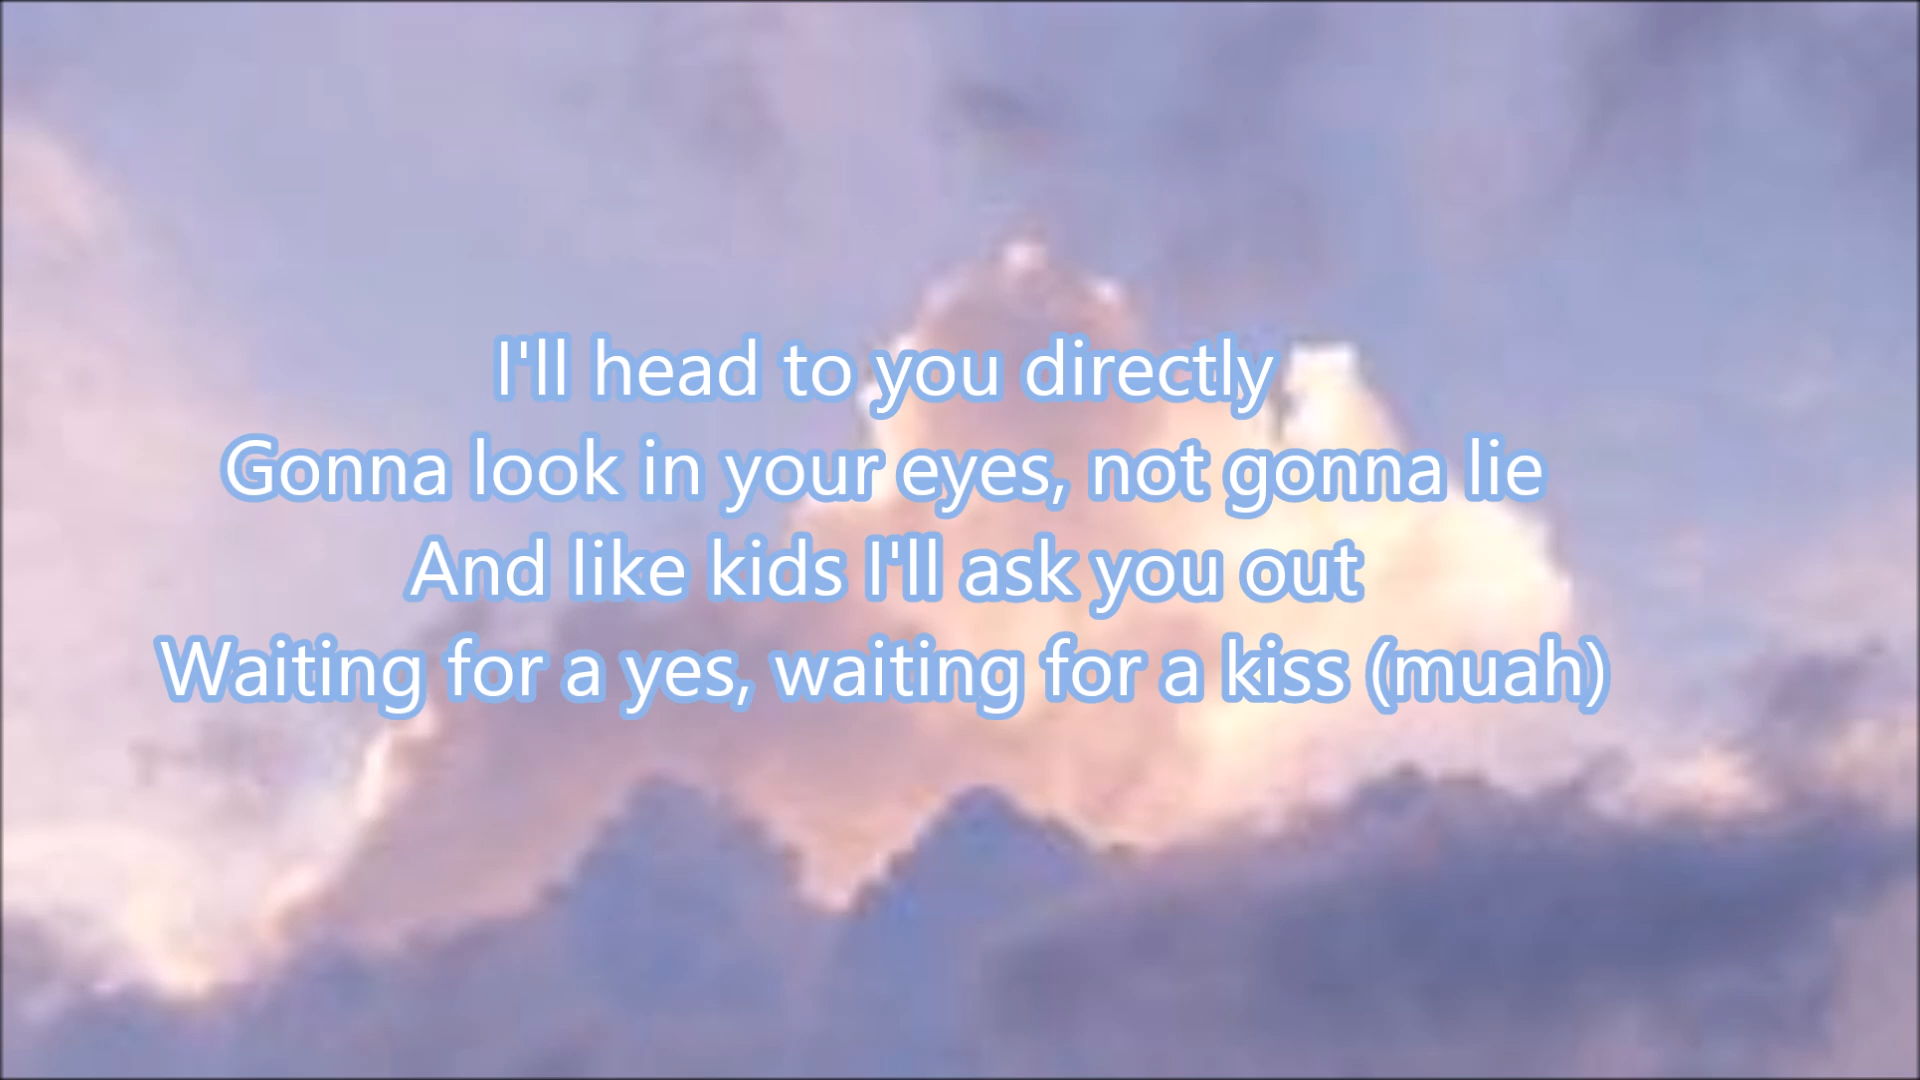 I'll head to you directly
Gonna look in your eyes, not gonna lie
And like kids I'll ask you out
Waiting for a yes, waiting for a kiss (muah)